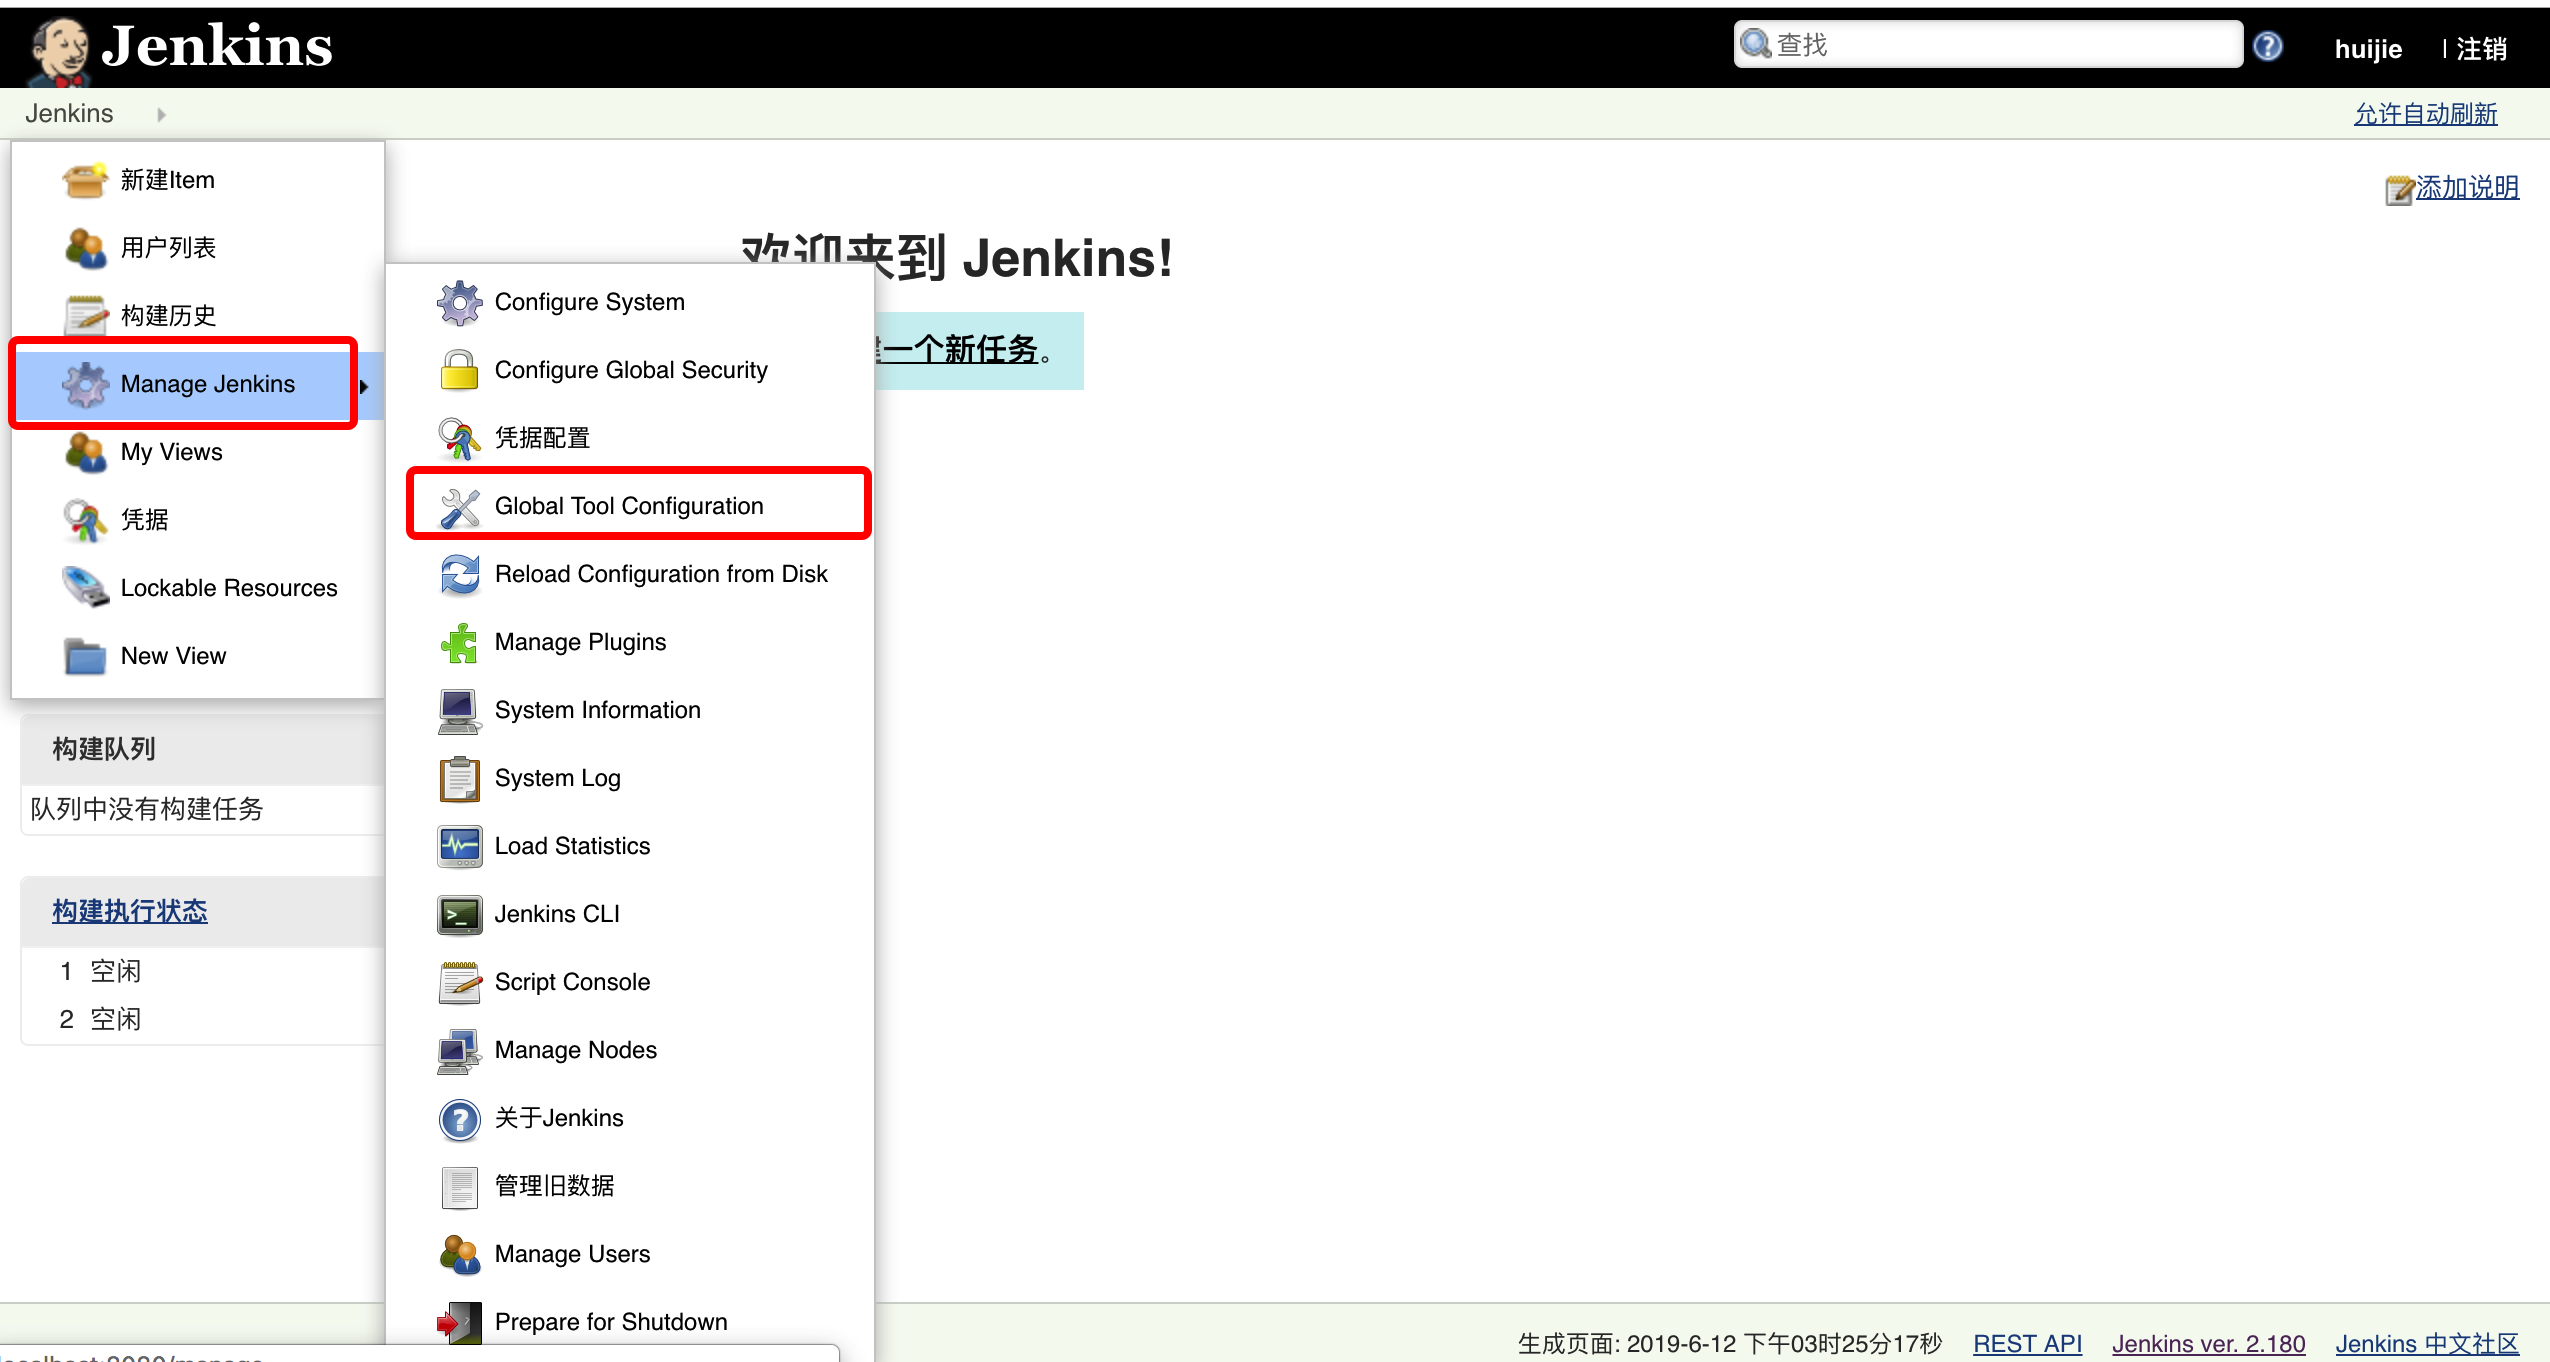 Jenkins
查找
huijie
| 注销
Jenkins
允许自动刷新
新建Item
用户列表
构建历史
Manage Jenkins
My Views
凭据
Lockable Resources
New View
添加说明
欢迎来到 Jenkins!
一个新任务。
Configure System
Configure Global Security
凭据配置
Global Tool Configuration
Reload Configuration from Disk
Manage Plugins
System Information
System Log
Load Statistics
Jenkins CLI
Script Console
Manage Nodes
关于Jenkins
管理旧数据
Manage Users
Prepare for Shutdown
构建队列
队列中没有构建任务
构建执行状态
1 空闲
2 空闲
生成页面: 2019-6-12 下午03时25分17秒 REST API Jenkins ver. 2.180 Jenkins 中文社区